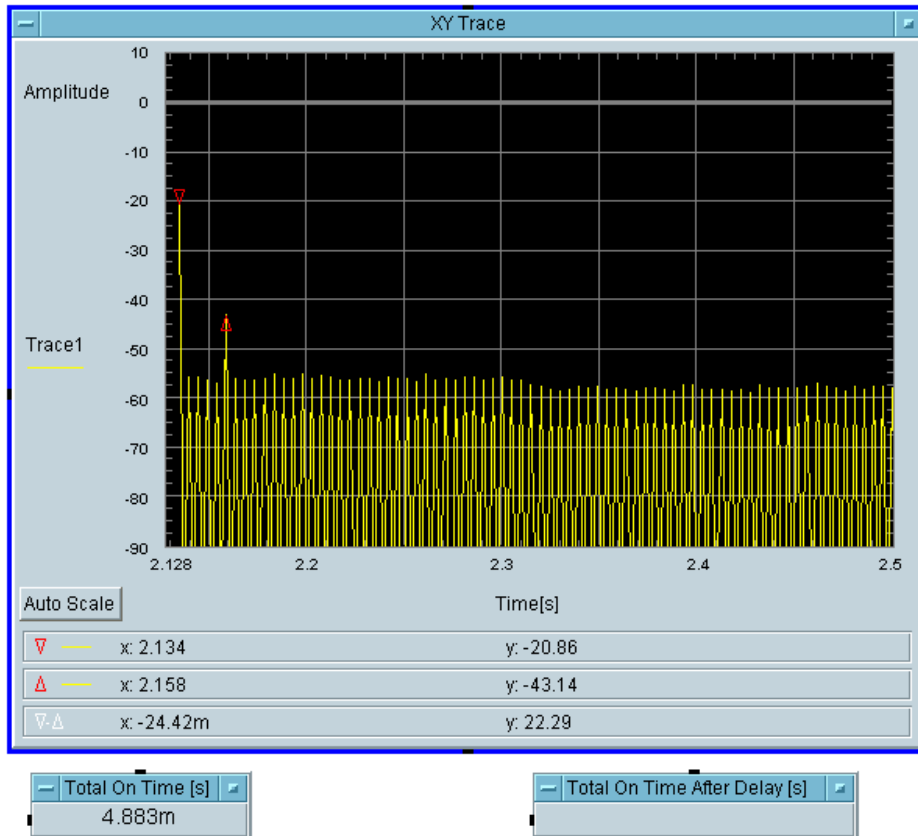 XY Trace
10
Amplitude
0
-10
-20
-30
-40
Trace1
-50
-60
-70
-80
-90
2.128 2.2 2.3 2.4 2.5
Auto Scale Time[s]
x: 2.134 y: -20.86
x: 2.158 y: -43.14
x: -24.42m y: 22.29
Total On Time [s] Total On Time After Delay [s]
4.883m